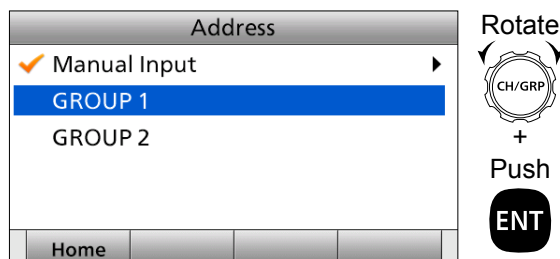 Address
Manual Input
GROUP 1
GROUP 2
Home
Rotate
CH/GRP
+
Push
ENT